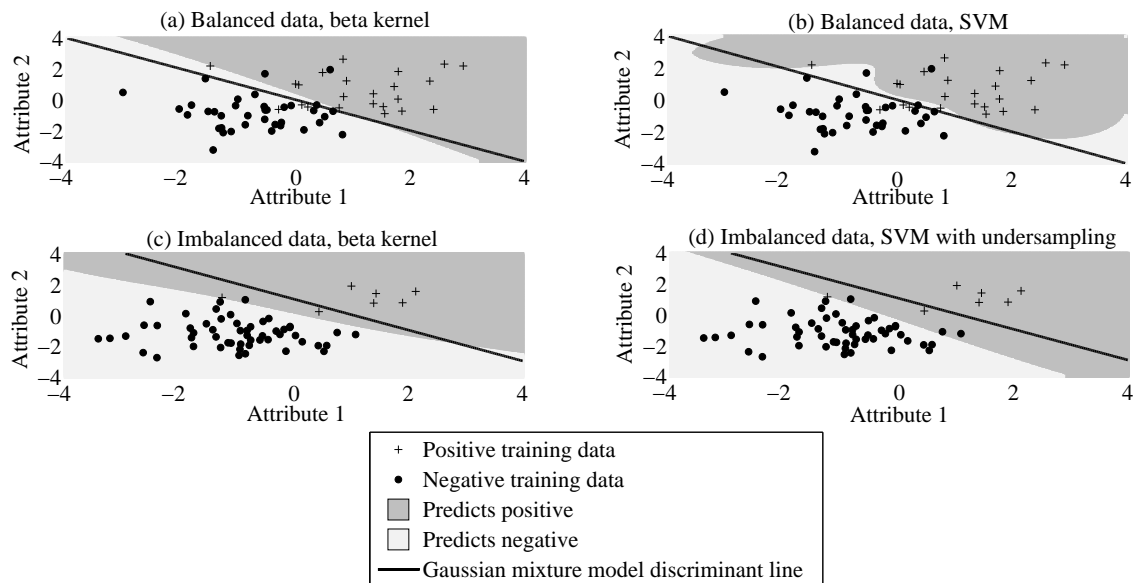 (a) Balanced data, beta kernel
4
2
0
−2
−4
Attribute 2
−4
−2
0
2
4
Attribute 1
(b) Balanced data, SVM
4
2
0
−2
−4
Attribute 2
−4
−2
0
2
4
Attribute 1
(c) Imbalanced data, beta kernel
4
2
0
−2
−4
Attribute 2
−4
−2
0
2
4
Attribute 1
(d) Imbalanced data, SVM with undersampling
4
2
0
−2
−4
Attribute 2
−4
−2
0
2
4
Attribute 1
Positive training data
Negative training data
Predicts positive
Predicts negative
Gaussian mixture model discriminant line